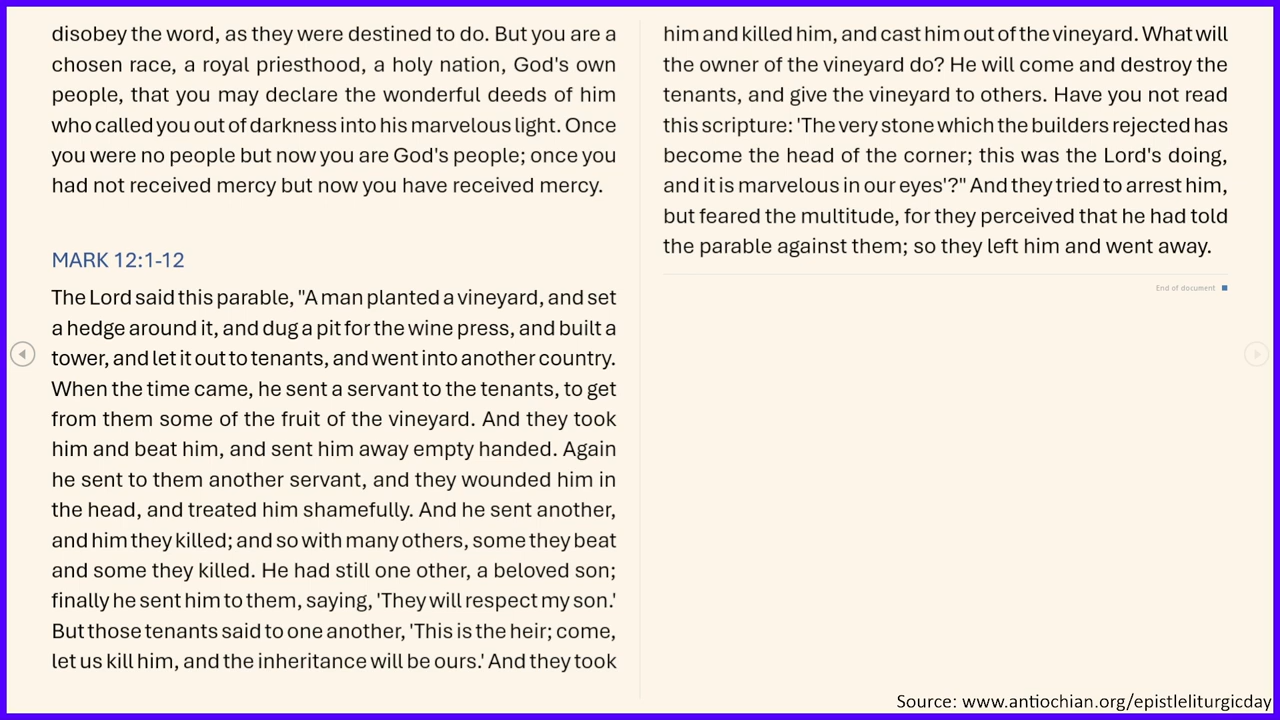 disobey the word, as they were destined to do. But you are a
chosen race, a royal priesthood, a holy nation, God's own
people, that you may declare the wonderful deeds of him
who called you out of darkness into his marvelous light. Once
you were no people but now you are God's people; once you
had not received mercy but now you have received mercy.
MARK 12:1-12
The Lord said this parable, "A man planted a vineyard, and set
a hedge around it, and dug a pit for the wine press, and built a
tower, and let it out to tenants, and went into another country.
When the time came, he sent a servant to the tenants, to get
from them some of the fruit of the vineyard. And they took
him and beat him, and sent him away empty handed. Again
he sent to them another servant, and they wounded him in
the head, and treated him shamefully. And he sent another,
and him they killed; and so with many others, some they beat
and some they killed. He had still one other, a beloved son;
finally he sent him to them, saying, 'They will respect my son.'
But those tenants said to one another, 'This is the heir; come,
let us kill him, and the inheritance will be ours.' And they took
him and killed him, and cast him out of the vineyard. What will
the owner of the vineyard do? He will come and destroy the
tenants, and give the vineyard to others. Have you not read
this scripture: 'The very stone which the builders rejected has
become the head of the corner; this was the Lord's doing,
and it is marvelous in our eyes'?" And they tried to arrest him,
but feared the multitude, for they perceived that he had told
the parable against them; so they left him and went away.
End of document
Source: www.antiochian.org/epistleliturgicday